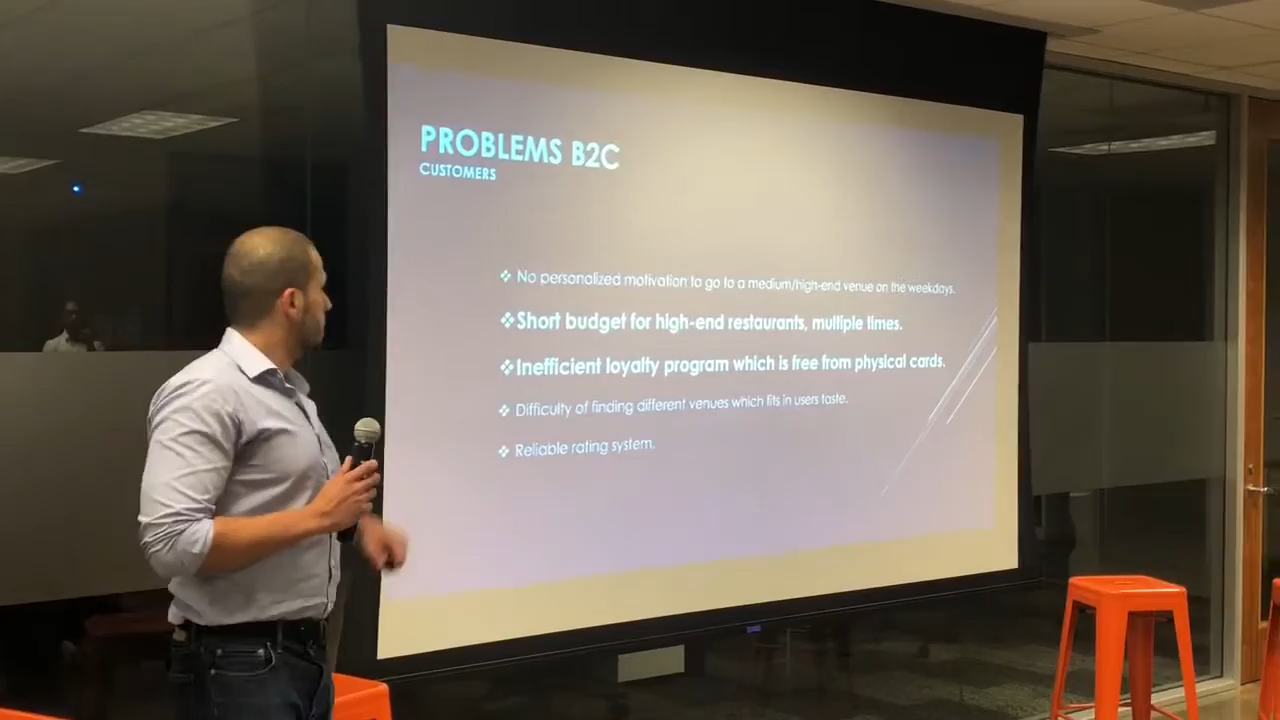 PROBLEMS B2C
CUSTOMERS
❖ No personalized motivation to go to a medium/high-end venue on the weekdays.
❖ Short budget for high-end restaurants, multiple times.
❖ Inefficient loyalty program which is free from physical cards.
❖ Difficulty of finding different venues which fits in users taste.
❖ Reliable rating system.